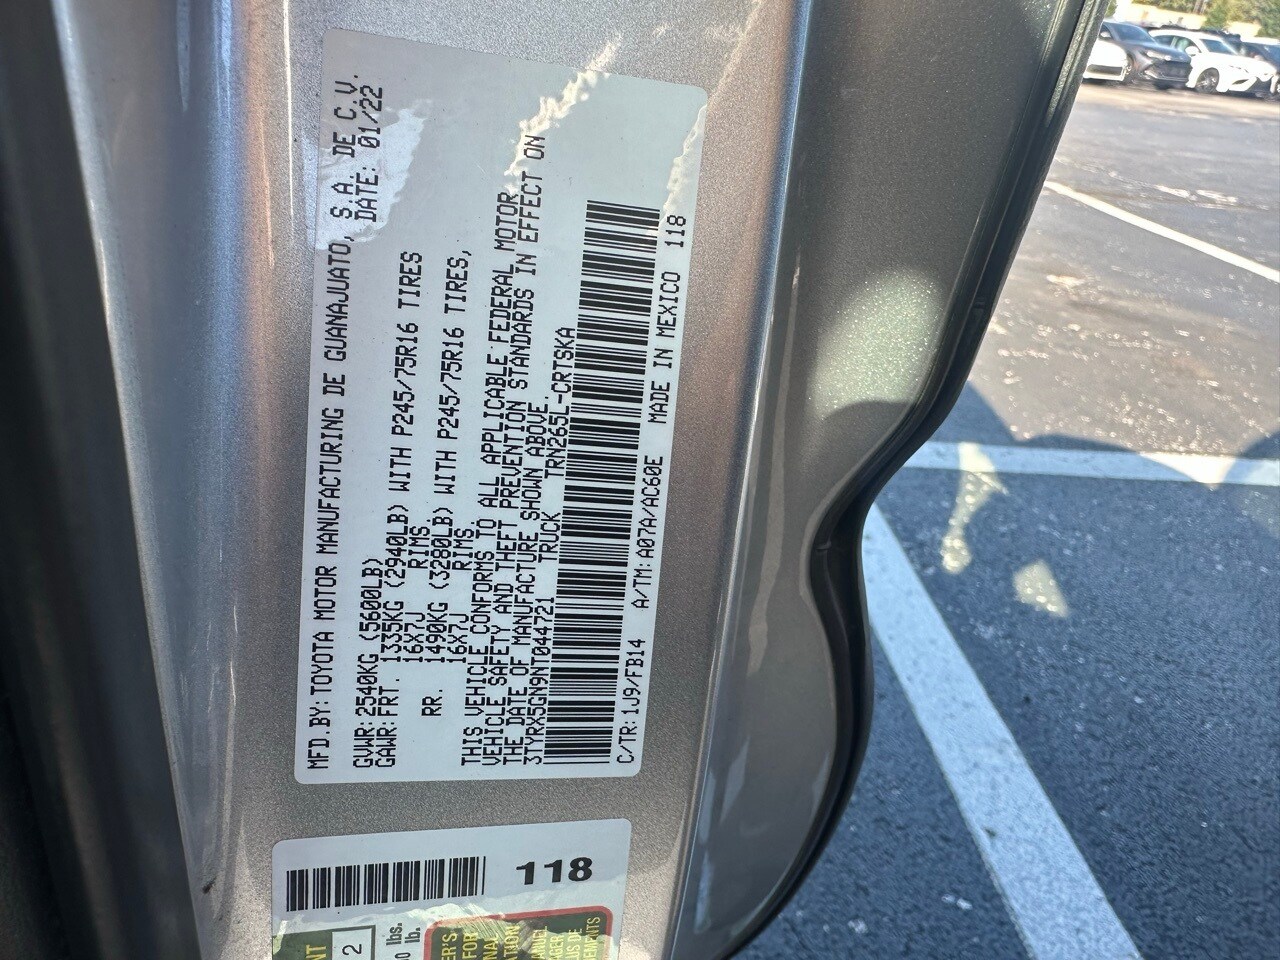 MFD.BY:TOYOTA MOTOR MANUFACTURING DE GUANAJUATO, S.A. DE C.V.
DATE: 01/22
GVWR:2540KG (5600LB)
GAWR:FRT. 1335KG (2940LB) WITH P245/75R16 TIRES
16X7J RIMS.
RR. 1490KG (3280LB) WITH P245/75R16 TIRES,
16X7J RIMS.
THIS VEHICLE CONFORMS TO ALL APPLICABLE FEDERAL MOTOR
VEHICLE SAFETY AND THEFT PREVENTION STANDARDS IN EFFECT ON
THE DATE OF MANUFACTURE SHOWN ABOVE.
3TYRX5GN9NT044721 TRUCK TRN265L-CRTSKA
C/TR:1J9/FB14 A/TM:A07A/AC60E MADE IN MEXICO 118
118
2
lbs.
lb.